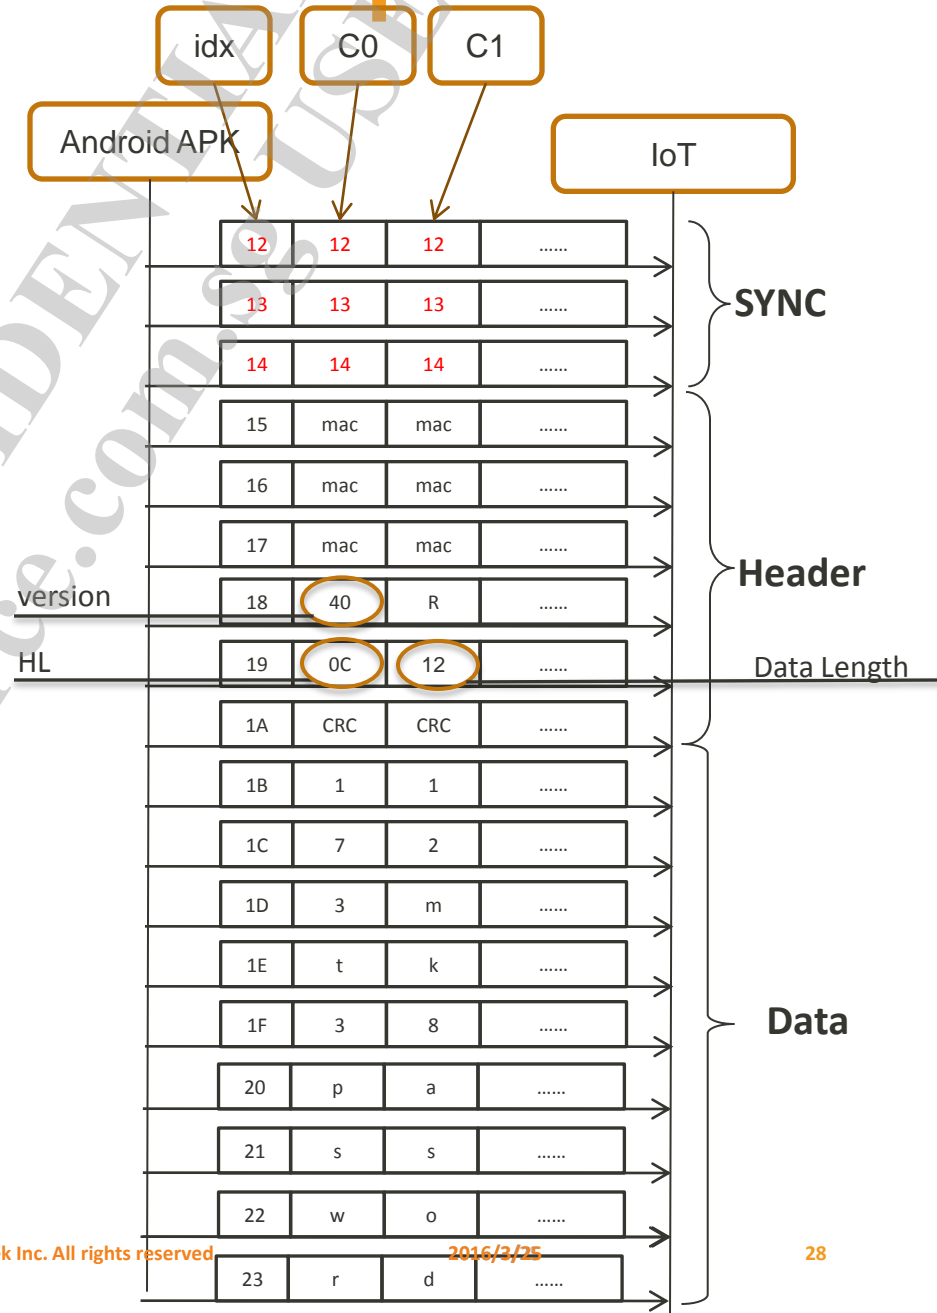 idx C0 C1
Android APK IoT
12 12 12 ......
13 13 13 ......
SYNC
14 14 14 ......
15 mac mac ......
16 mac mac ......
17 mac mac ......
Header
version 18 40 R ......
HL 19 0C 12 ...... Data Length
1A CRC CRC ......
1B 1 1 ......
1C 7 2 ......
1D 3 m ......
1E t k ......
1F 3 8 ......
Data
20 p a ......
21 s s ......
22 w o ......
k Inc. All rights reserved 2016/3/25 28
23 r d ......